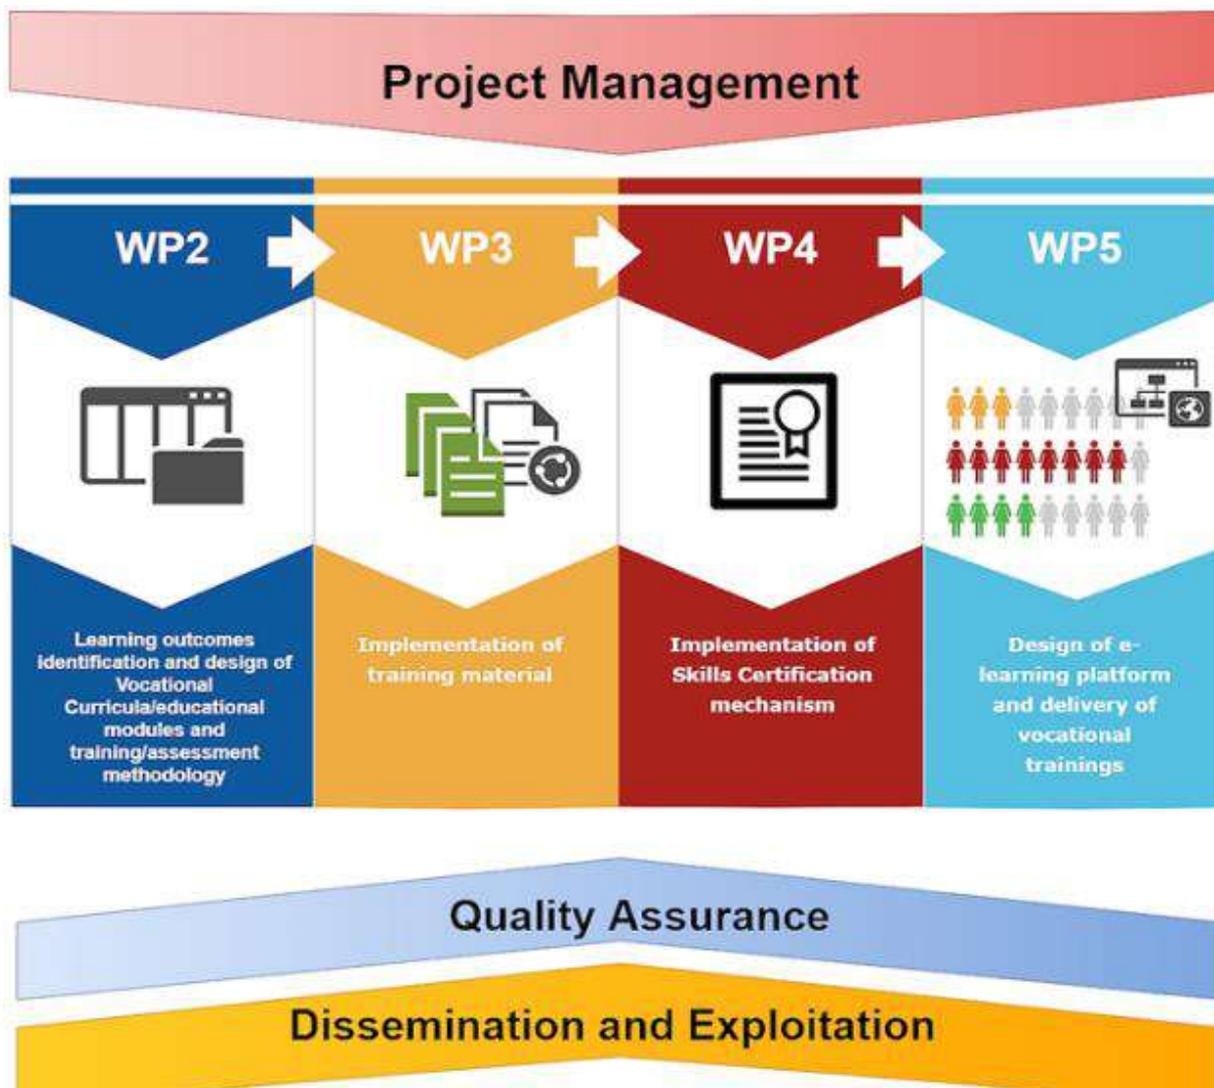 Project Management
WP2
WP3
WP4
WP5
Learning outcomes
identification and design of
Vocational
Curricula/educational
modules and
training/assessment
methodology
Implementation of
training material
Implementation of
Skills Certification
mechanism
Design of e-
learning platform
and delivery of
vocational
trainings
Quality Assurance
Dissemination and Exploitation